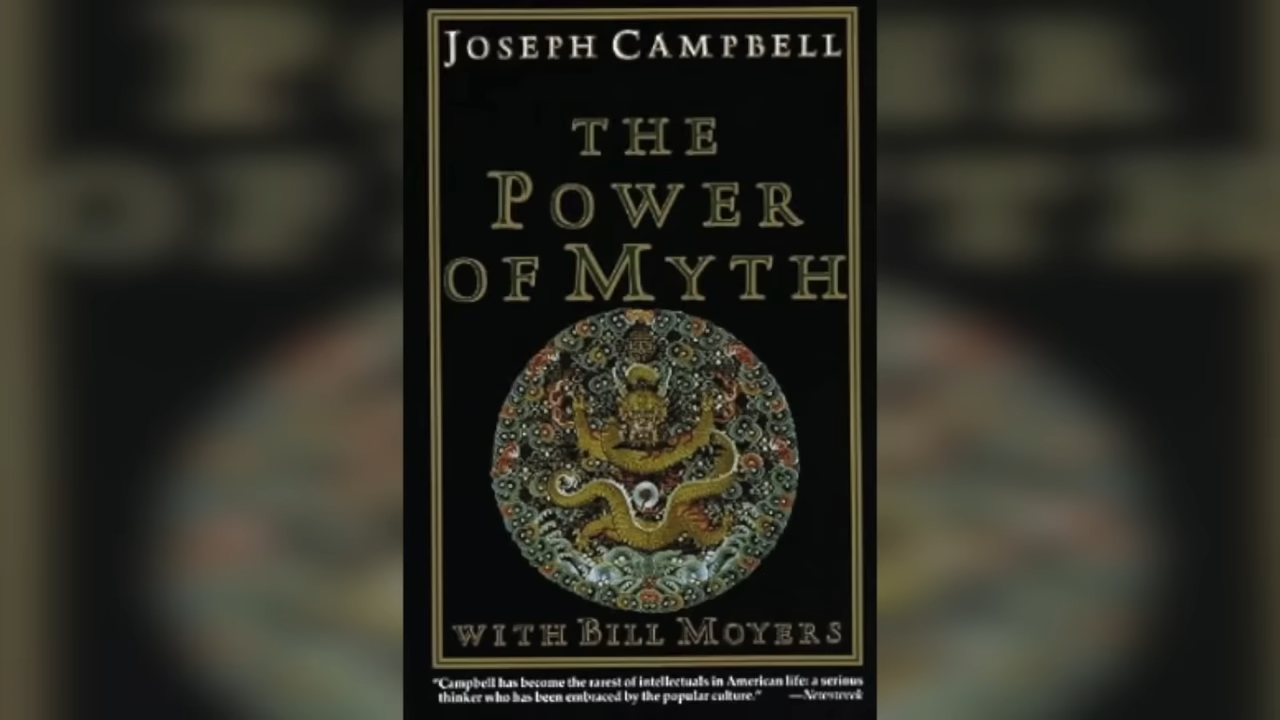 JOSEPH CAMPBELL
THE
POWER
OF MYTH
WITH BILL MOYERS
"Campbell has become the rarest of intellectuals in American life: a serious
thinker who has been embraced by the popular culture." —Newsweek